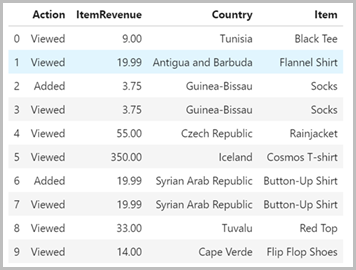 Action ItemRevenue Country Item
0 Viewed 9.00 Tunisia Black Tee
1 Viewed 19.99 Antigua and Barbuda Flannel Shirt
2 Added 3.75 Guinea-Bissau Socks
3 Viewed 3.75 Guinea-Bissau Socks
4 Viewed 55.00 Czech Republic Rainjacket
5 Viewed 350.00 Iceland Cosmos T-shirt
6 Added 19.99 Syrian Arab Republic Button-Up Shirt
7 Viewed 19.99 Syrian Arab Republic Button-Up Shirt
8 Viewed 33.00 Tuvalu Red Top
9 Viewed 14.00 Cape Verde Flip Flop Shoes